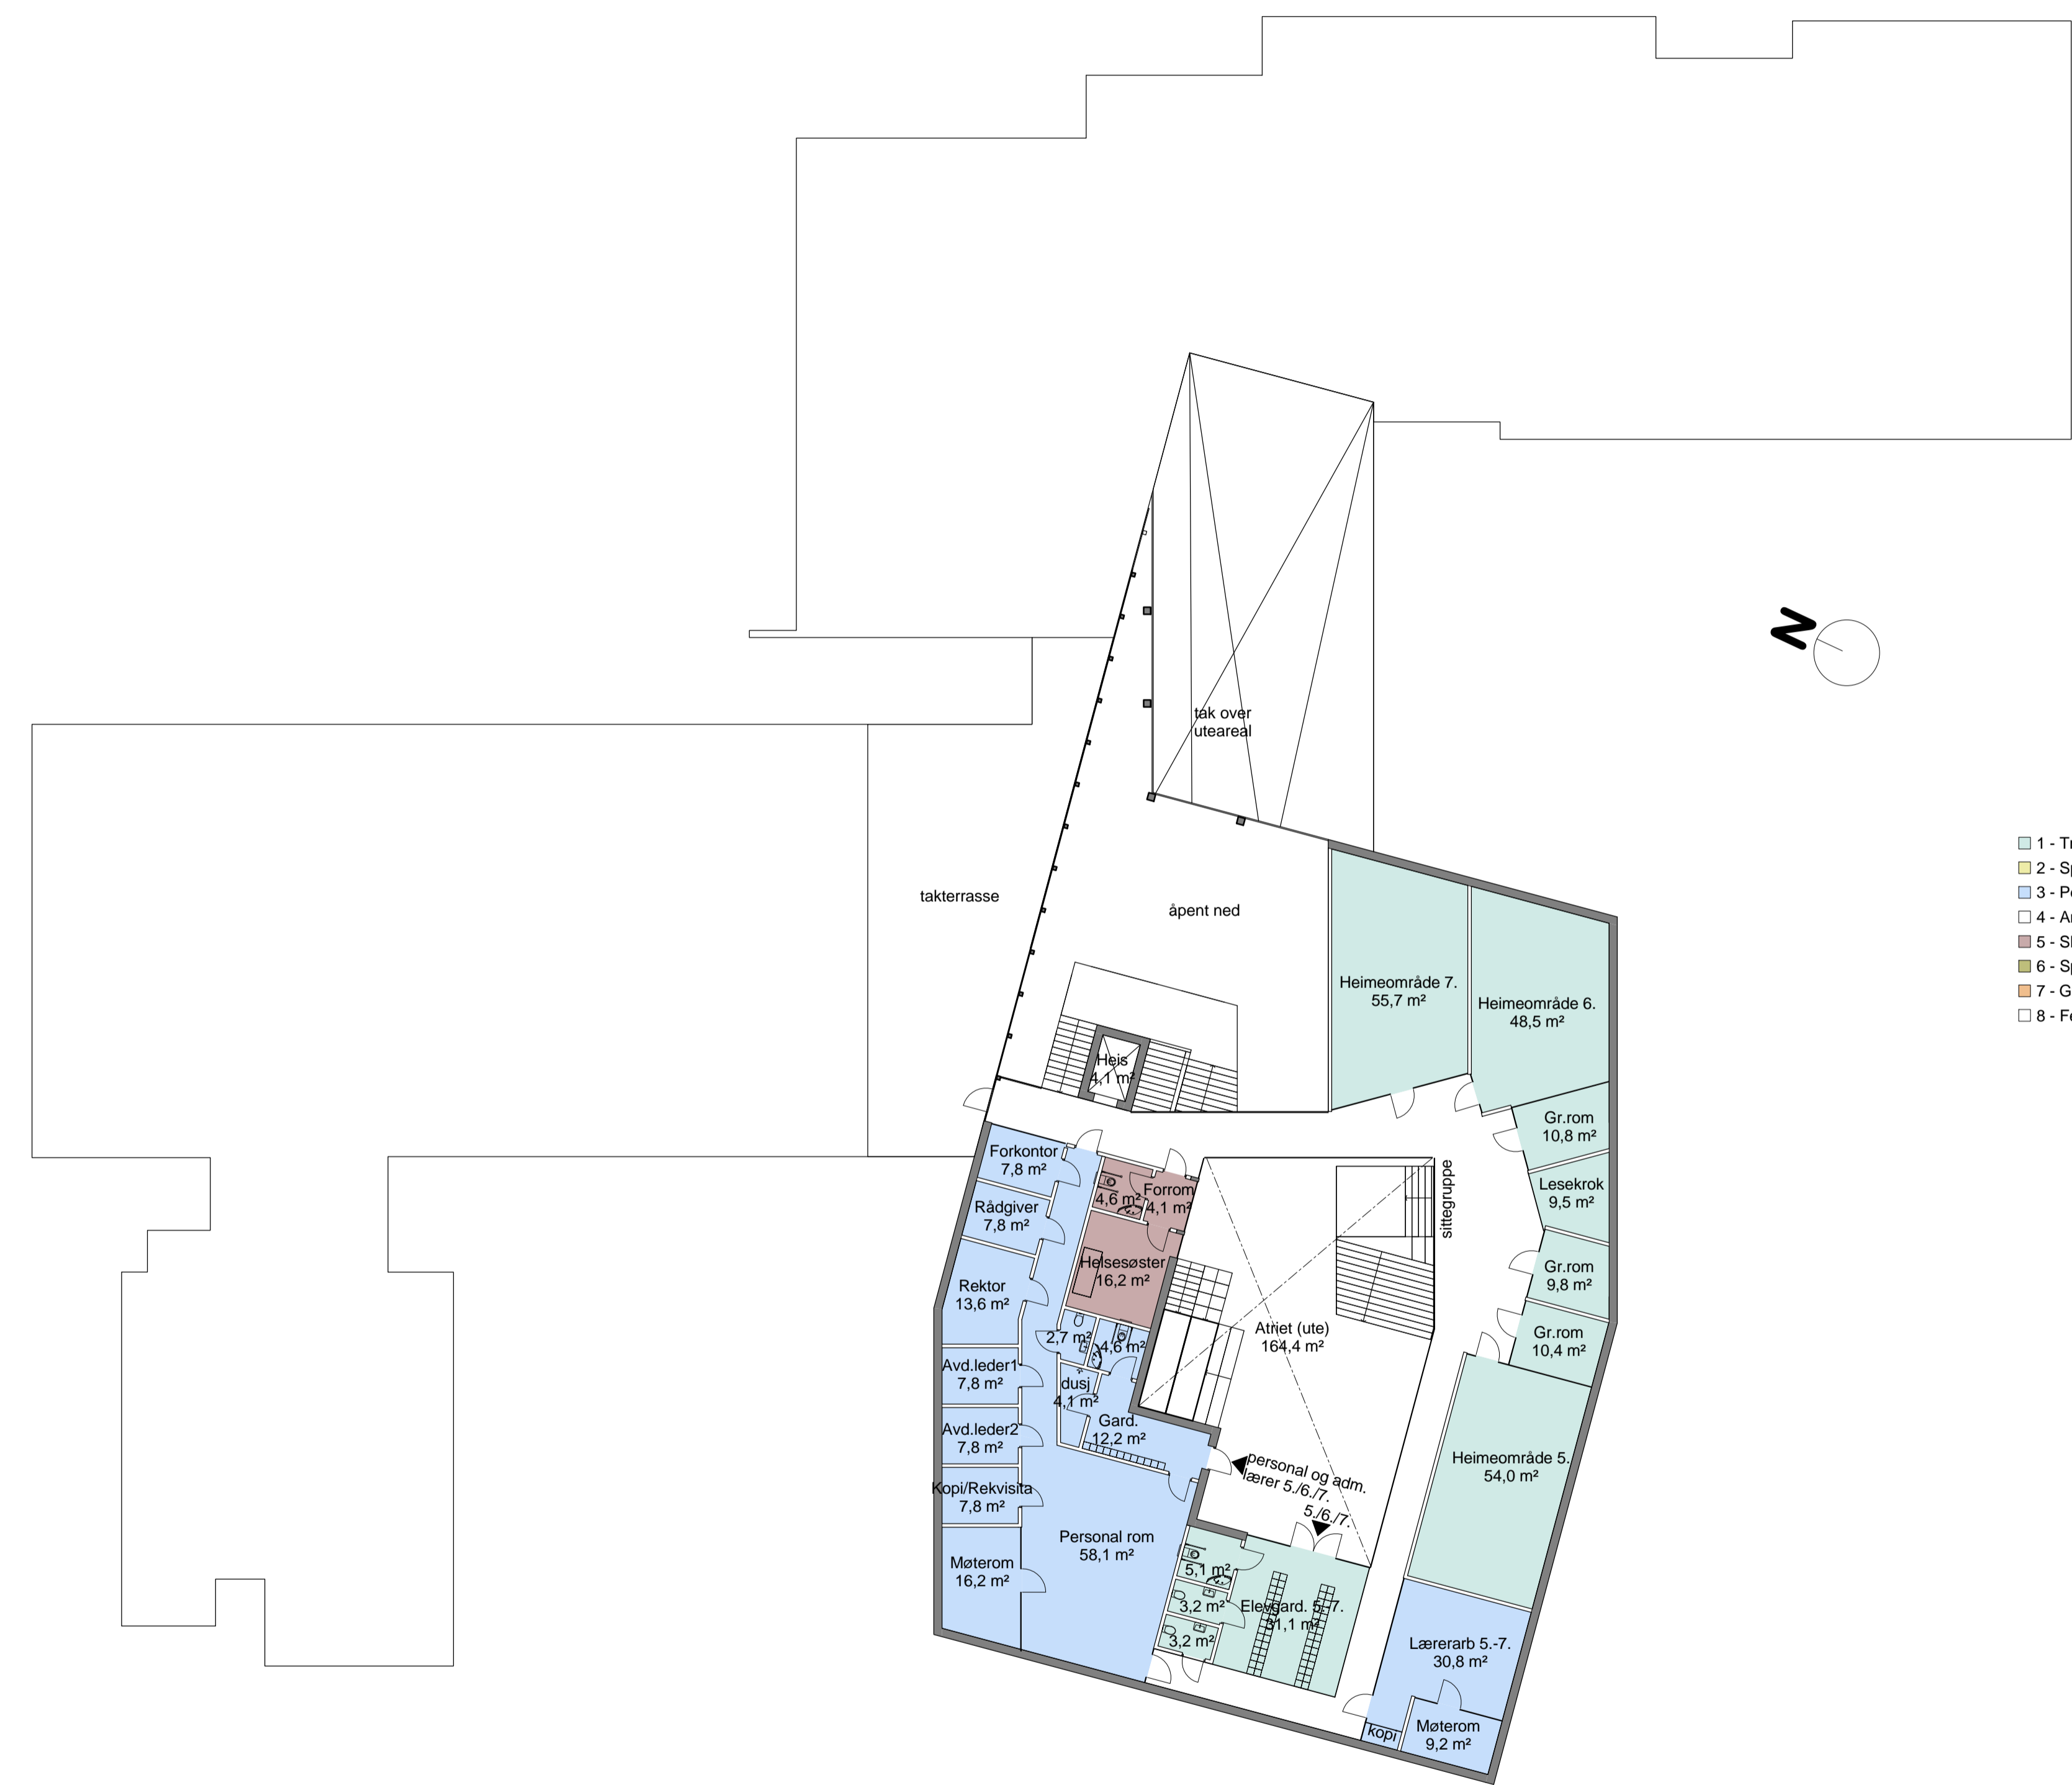 N
tak over
uteareal
1 - Tr
2 - Sp
3 - Pe
4 - Ar
5 - Sk
6 - Sp
7 - G
8 - Fe
takterrasse
åpent ned
Heimeområde 7.
55,7 m²
Heimeområde 6.
48,5 m²
Heis
4,1 m²
Gr.rom
10,8 m²
Forkontor
7,8 m²
Forrom
4,1 m²
4,6 m²
Lesekrok
9,5 m²
sittegruppe
Rådgiver
7,8 m²
Helsesøster
16,2 m²
Gr.rom
9,8 m²
Rektor
13,6 m²
Atriet (ute)
164,4 m²
Gr.rom
10,4 m²
2,7 m²
4,6 m²
Avd.leder1
7,8 m²
dusj
4,1 m²
Gard.
12,2 m²
Avd.leder2
7,8 m²
Heimeområde 5.
54,0 m²
personal og adm.
lærer 5./6./7.
5./6./7.
Kopi/Rekvisita
7,8 m²
Personal rom
58,1 m²
Møterom
16,2 m²
5,1 m²
3,2 m²
3,2 m²
Elevgard. 5.-7.
31,1 m²
Lærerarb 5.-7.
30,8 m²
kopi
Møterom
9,2 m²